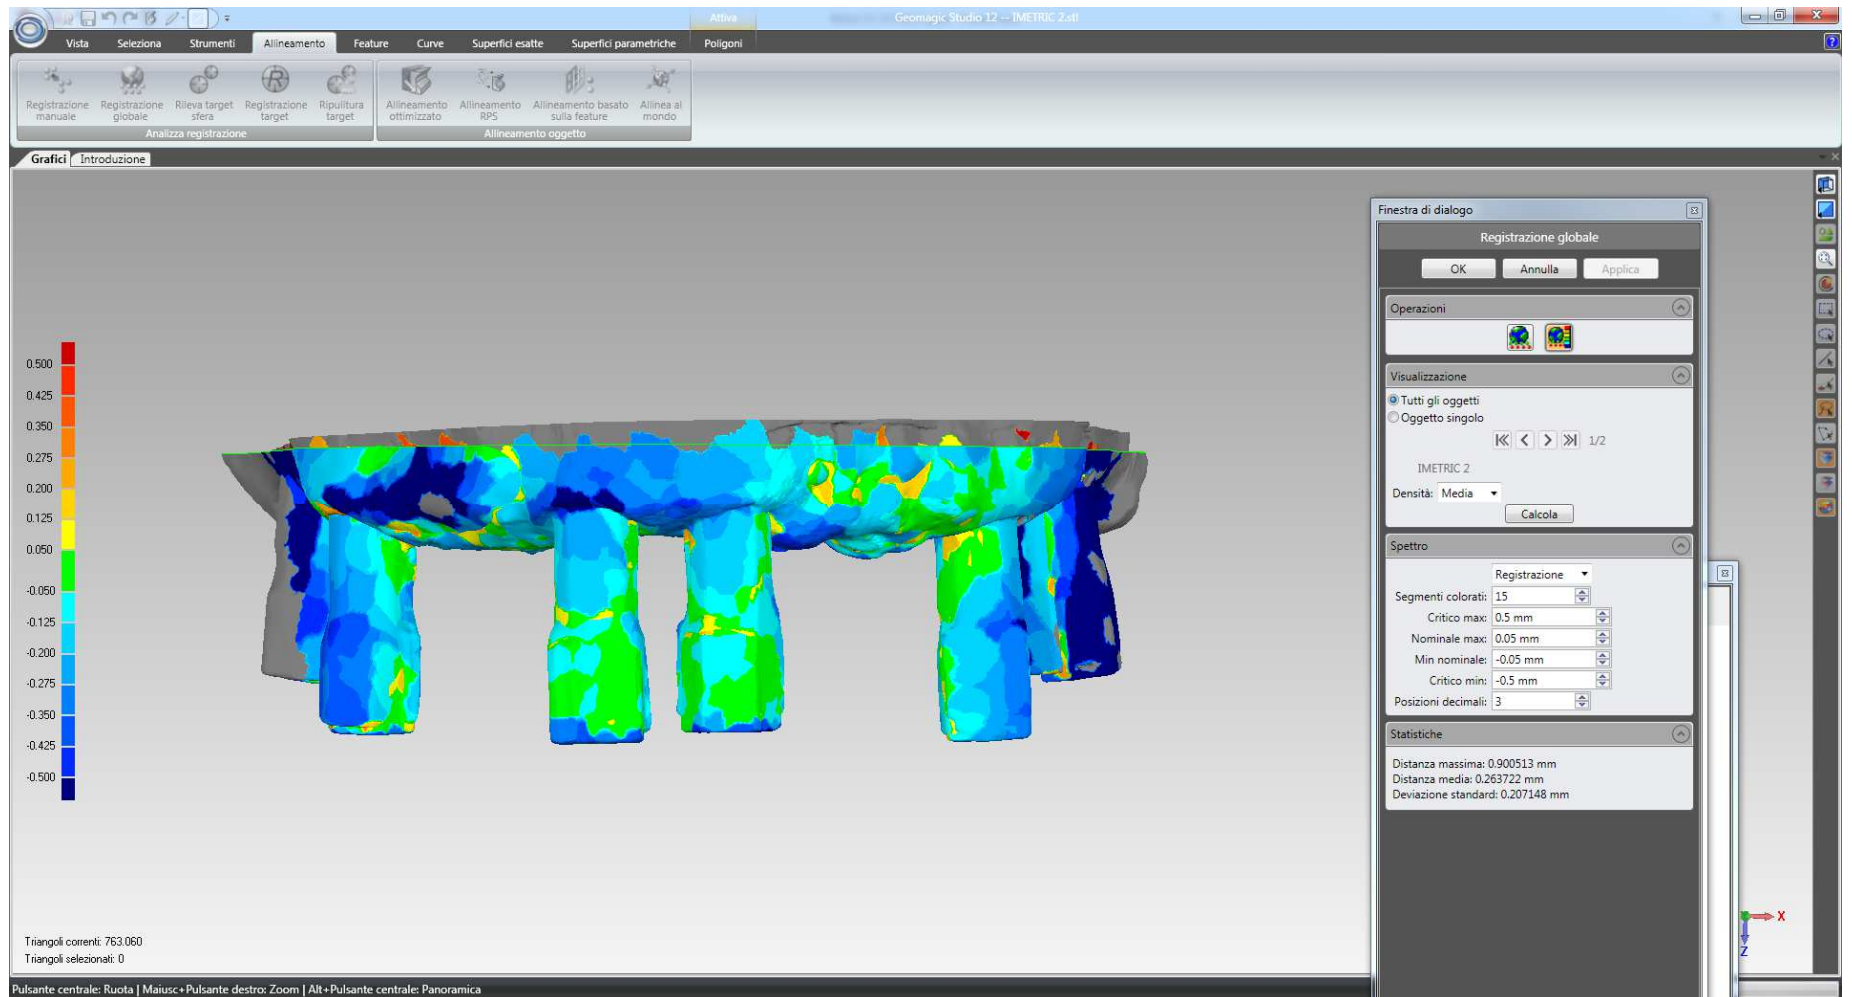 Attiva
Geomagic Studio 12 -- IMETRIC 2.stl
Vista
Seleziona
Strumenti
Allineamento
Feature
Curve
Superfici esatte
Superfici parametriche
Poligoni
Registrazione manuale
Registrazione globale
Rileva target sfera
Registrazione target
Ripulitura target
Allineamento ottimizzato
Allineamento RPS
Allineamento basato sulla feature
Allinea al mondo
Analizza registrazione
Allineamento oggetto
Grafici
Introduzione
0.500
0.425
0.350
0.275
0.200
0.125
0.050
-0.050
-0.125
-0.200
-0.275
-0.350
-0.425
-0.500
Finestra di dialogo
Registrazione globale
OK
Annulla
Applica
Operazioni
Visualizzazione
Tutti gli oggetti
Oggetto singolo
1/2
IMETRIC 2
Densità: Media
Calcola
Spettro
Registrazione
Segmenti colorati: 15
Critico max: 0.5 mm
Nominale max: 0.05 mm
Min nominale: -0.05 mm
Critico min: -0.5 mm
Posizioni decimali: 3
Statistiche
Distanza massima: 0.900513 mm
Distanza media: 0.263722 mm
Deviazione standard: 0.207148 mm
X
Z
Triangoli correnti: 763.060
Triangoli selezionati: 0
Pulsante centrale: Ruota | Maiusc+Pulsante destro: Zoom | Alt+Pulsante centrale: Panoramica